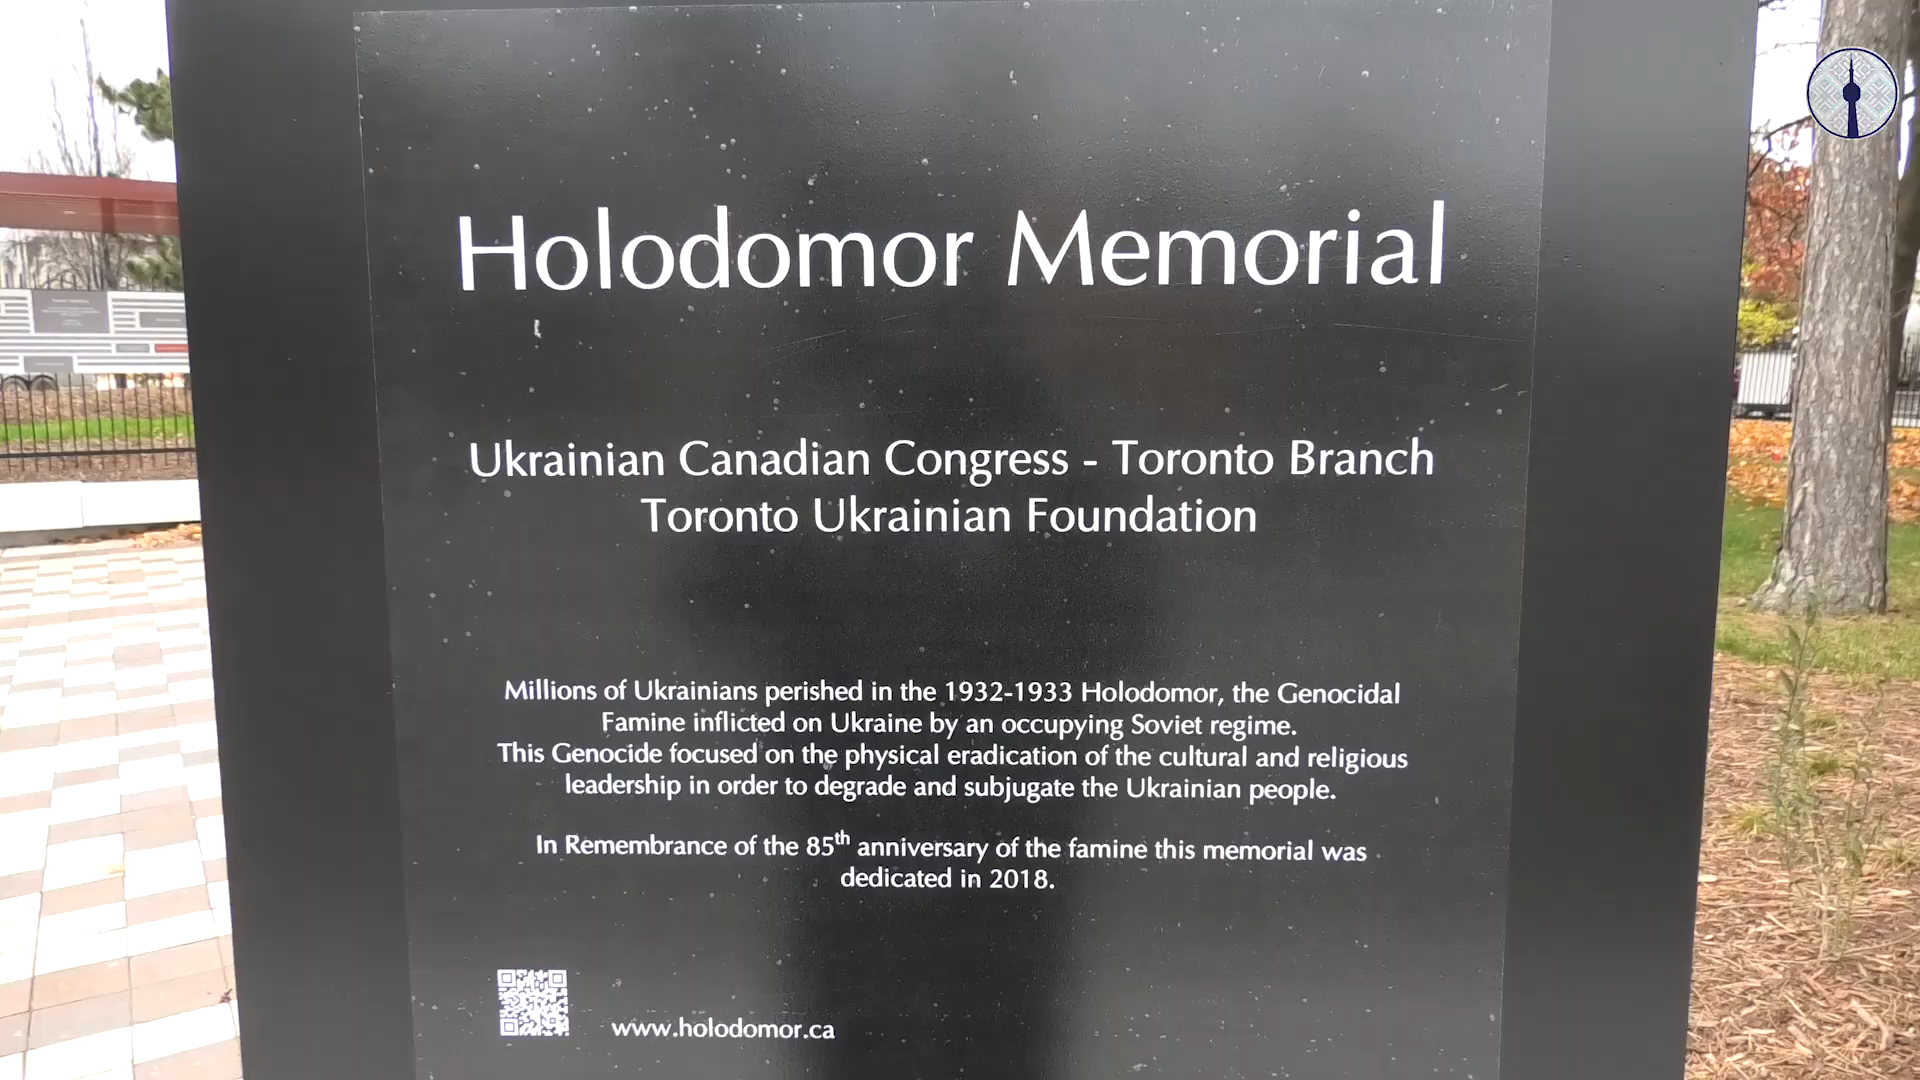 Holodomor Memorial
Ukrainian Canadian Congress - Toronto Branch
Toronto Ukrainian Foundation
Millions of Ukrainians perished in the 1932-1933 Holodomor, the Genocidal
Famine inflicted on Ukraine by an occupying Soviet regime.
This Genocide focused on the physical eradication of the cultural and religious
leadership in order to degrade and subjugate the Ukrainian people.
In Remembrance of the 85th anniversary of the famine this memorial was
dedicated in 2018.
www.holodomor.ca